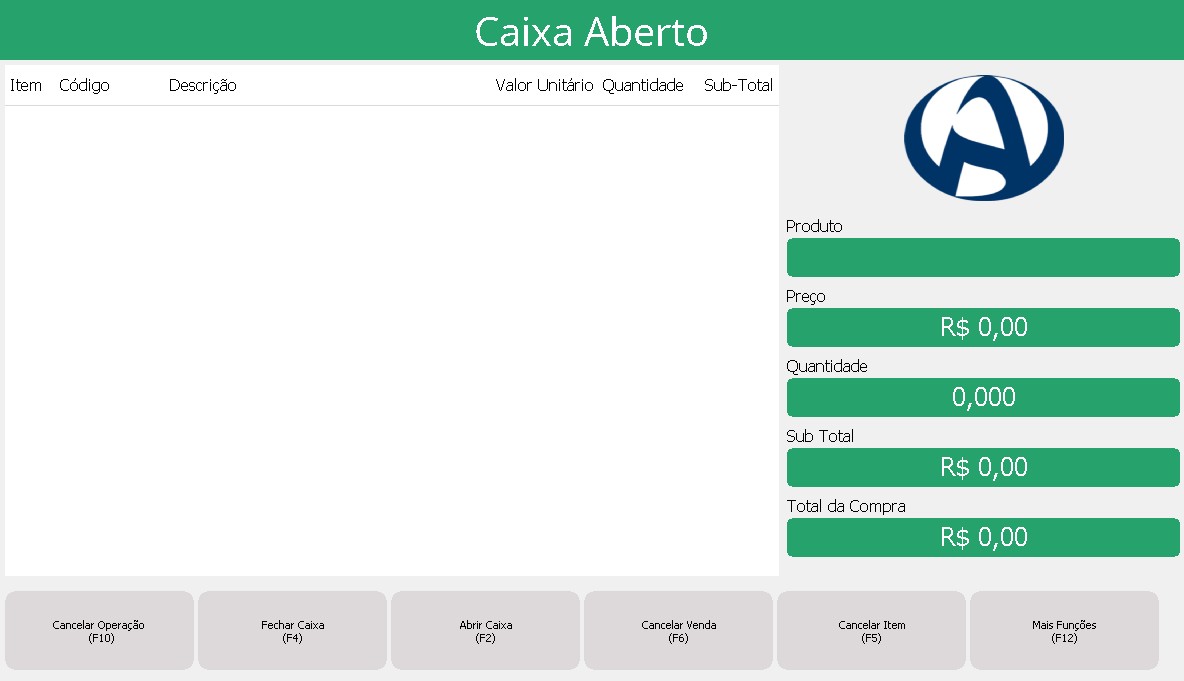 Caixa Aberto
Item Código Descrição Valor Unitário Quantidade Sub-Total
Produto
Preço
R$ 0,00
Quantidade
0,000
Sub Total
R$ 0,00
Total da Compra
R$ 0,00
Cancelar Operação
(F10)
Fechar Caixa
(F4)
Abrir Caixa
(F2)
Cancelar Venda
(F6)
Cancelar Item
(F5)
Mais Funções
(F12)